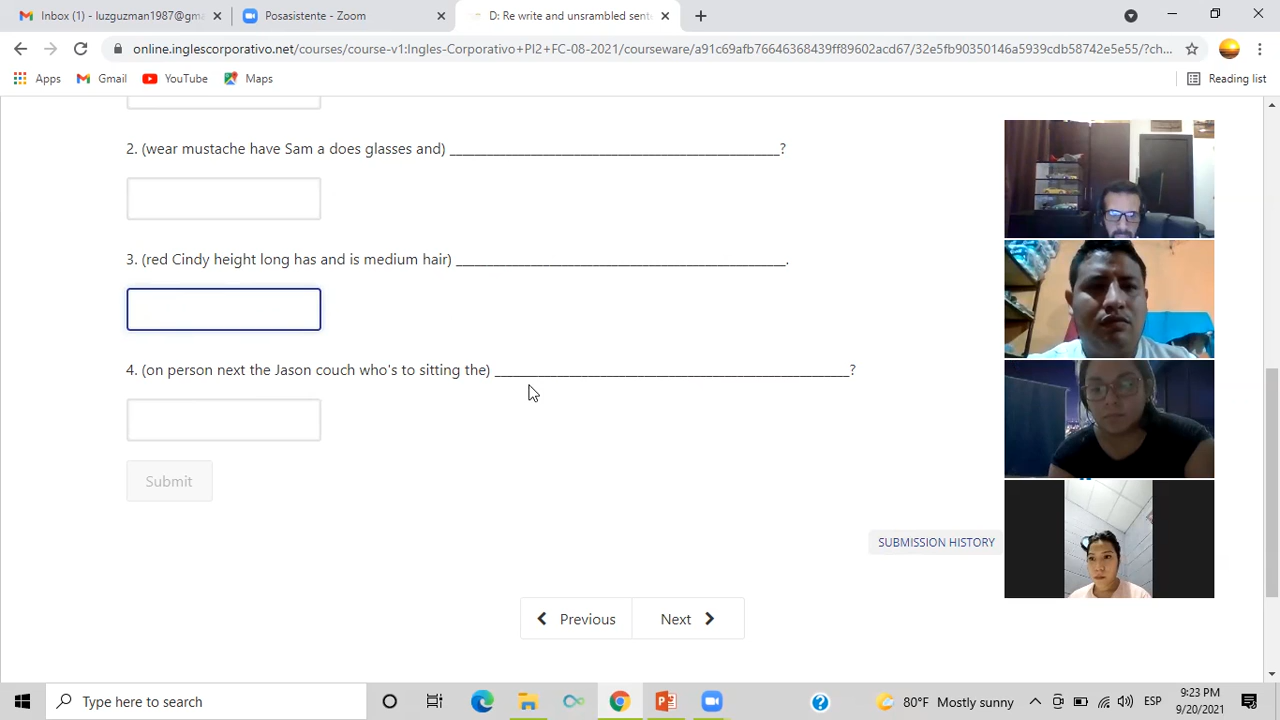 Inbox (1) - luzguzman1987@gma
Posasistente - Zoom
D: Re write and unsrambled sent
online.inglescorporativo.net/courses/course-v1:Ingles-Corporativo+PI2+FC-08-2021/courseware/a91c69afb76646368439ff89602acd67/32e5fb90350146a5939cdb58742e5e55/?ch...
Apps Gmail YouTube Maps Reading list
2. (wear mustache have Sam a does glasses and) ________________________________________?
3. (red Cindy height long has and is medium hair) ________________________________________.
4. (on person next the Jason couch who's to sitting the) ___________________________________________?
Submit
SUBMISSION HISTORY
Previous Next
Type here to search
80°F Mostly sunny
ESP
9:23 PM
9/20/2021